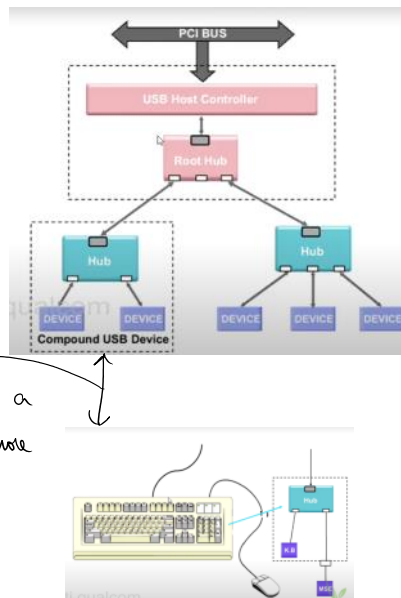 PCI BUS
USB Host Controller
Root Hub
Hub
Hub
DEVICE
DEVICE
DEVICE
DEVICE
DEVICE
Compound USB Device
a
more
Hub
K.B
MSE